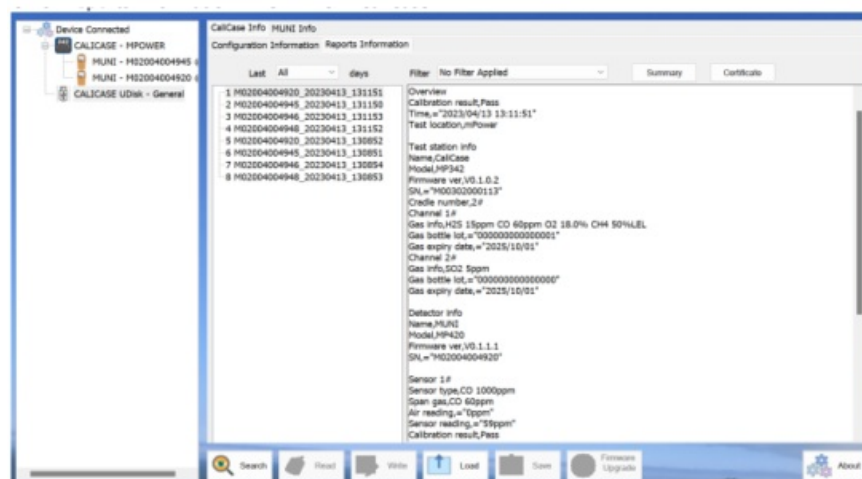 Device Connected
CALICASE - MPOWER
MUNI - M02004004945
MUNI - M02004004920
CALICASE UDisk - General
CaliCase Info MUNI Info
Configuration Information Reports Information
Last All days Filter No Filter Applied Summary Certificate
1 M02004004920_20230413_131151
2 M02004004945_20230413_131150
3 M02004004946_20230413_131153
4 M02004004948_20230413_131152
5 M02004004920_20230413_130852
6 M02004004945_20230413_130851
7 M02004004946_20230413_130854
8 M02004004948_20230413_130853
Overview
Calibration result,Pass
Time,="2023/04/13 13:11:51"
Test location,mPower
Test station info
Name,CaliCase
Model,MP342
Firmware ver,V0.1.0.2
SN,="M00302000113"
Cradle number,2#
Channel 1#
Gas info,H2S 15ppm CO 60ppm O2 18.0% CH4 50%LEL
Gas bottle lot,="000000000000001"
Gas expiry date,="2025/10/01"
Channel 2#
Gas info,SO2 5ppm
Gas bottle lot,="000000000000000"
Gas expiry date,="2025/10/01"
Detector info
Name,MUNI
Model,MP420
Firmware ver,V0.1.1.1
SN,="M02004004920"
Sensor 1#
Sensor type,CO 1000ppm
Span gas,CO 60ppm
Air reading,="0ppm"
Sensor reading,="59ppm"
Calibration result,Pass
Search Read Write Load Save Firmware Upgrade About